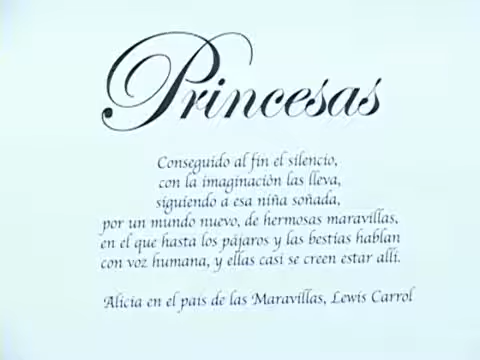 Princesas
Conseguido al fin el silencio,
con la imaginación las lleva,
siguiendo a esa niña soñada,
por un mundo nuevo, de hermosas maravillas,
en el que hasta los pájaros y las bestias hablan
con voz humana, y ellas casi se creen estar allí.
Alicia en el país de las Maravillas, Lewis Carrol